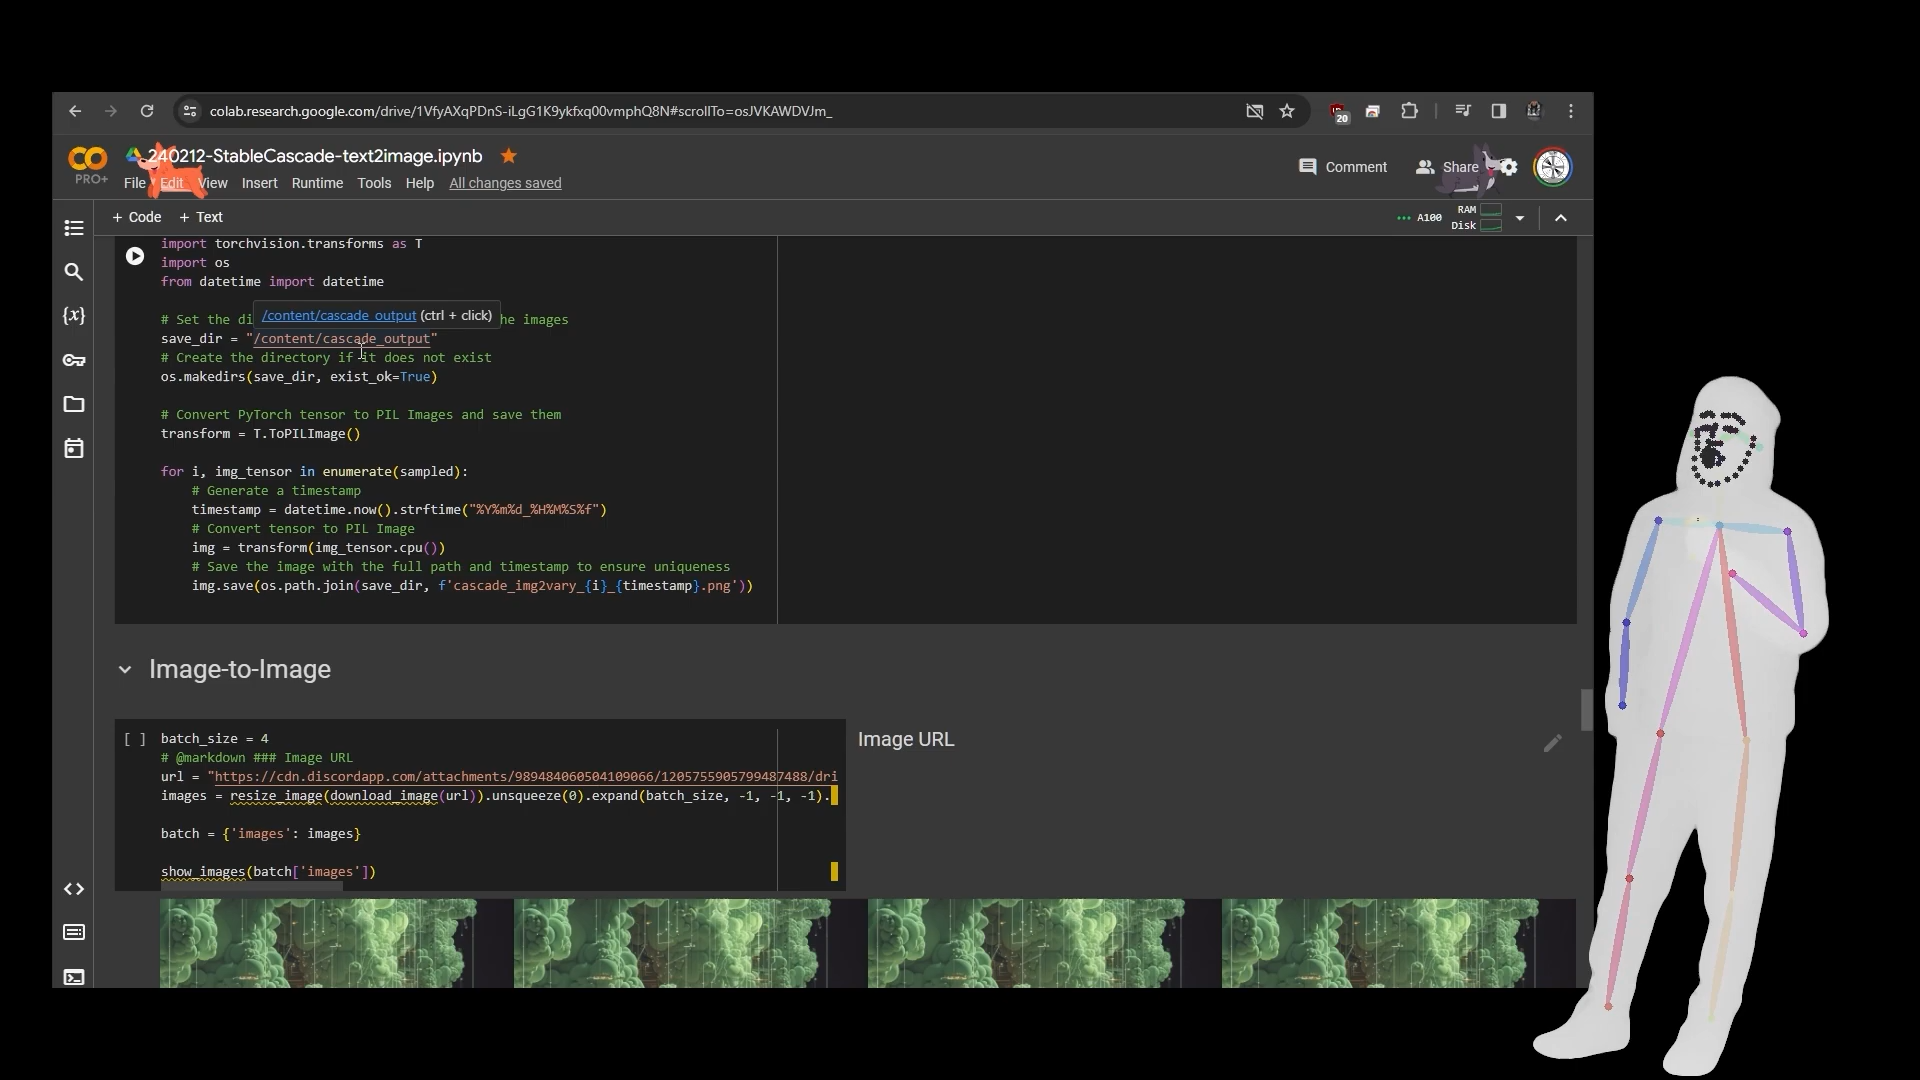 colab.research.google.com/drive/1VfyAXqPDnS-iLgG1K9ykfxq00vmphQ8N#scrollTo=osJVKAWDVJm_
20
240212-StableCascade-text2image.ipynb
PRO+
File Edit View Insert Runtime Tools Help All changes saved
Comment
Share
+ Code + Text
A100
RAM
Disk
import torchvision.transforms as T
import os
from datetime import datetime
/content/cascade_output (ctrl + click)
# Set the di he images
save_dir = "/content/cascade_output"
# Create the directory if it does not exist
os.makedirs(save_dir, exist_ok=True)
# Convert PyTorch tensor to PIL Images and save them
transform = T.ToPILImage()
for i, img_tensor in enumerate(sampled):
# Generate a timestamp
timestamp = datetime.now().strftime("%Y%m%d_%H%M%S%f")
# Convert tensor to PIL Image
img = transform(img_tensor.cpu())
# Save the image with the full path and timestamp to ensure uniqueness
img.save(os.path.join(save_dir, f'cascade_img2vary_{i}_{timestamp}.png'))
Image-to-Image
[ ] batch_size = 4
# @markdown ### Image URL
url = "https://cdn.discordapp.com/attachments/989484060504109066/1205755905799487488/dri
images = resize_image(download_image(url)).unsqueeze(0).expand(batch_size, -1, -1, -1).
batch = {'images': images}
show_images(batch['images'])
Image URL